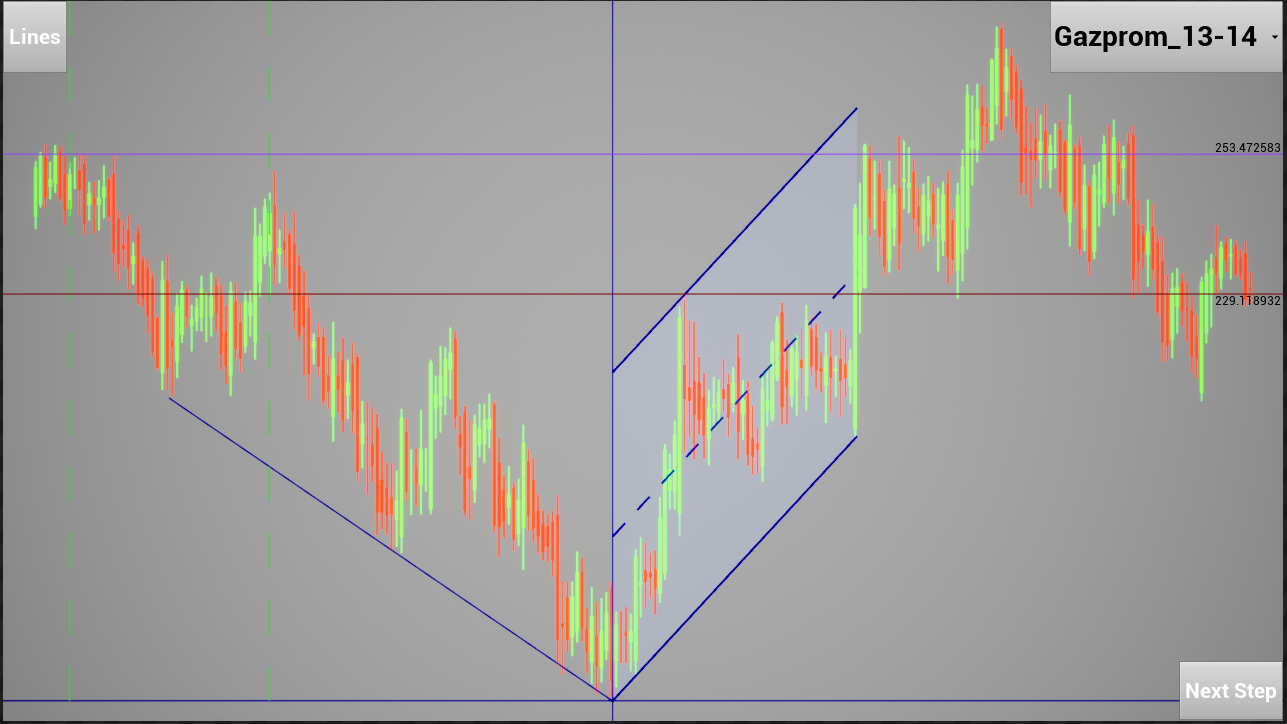 Lines
Gazprom_13-14
253.472583
229.118932
Next Step